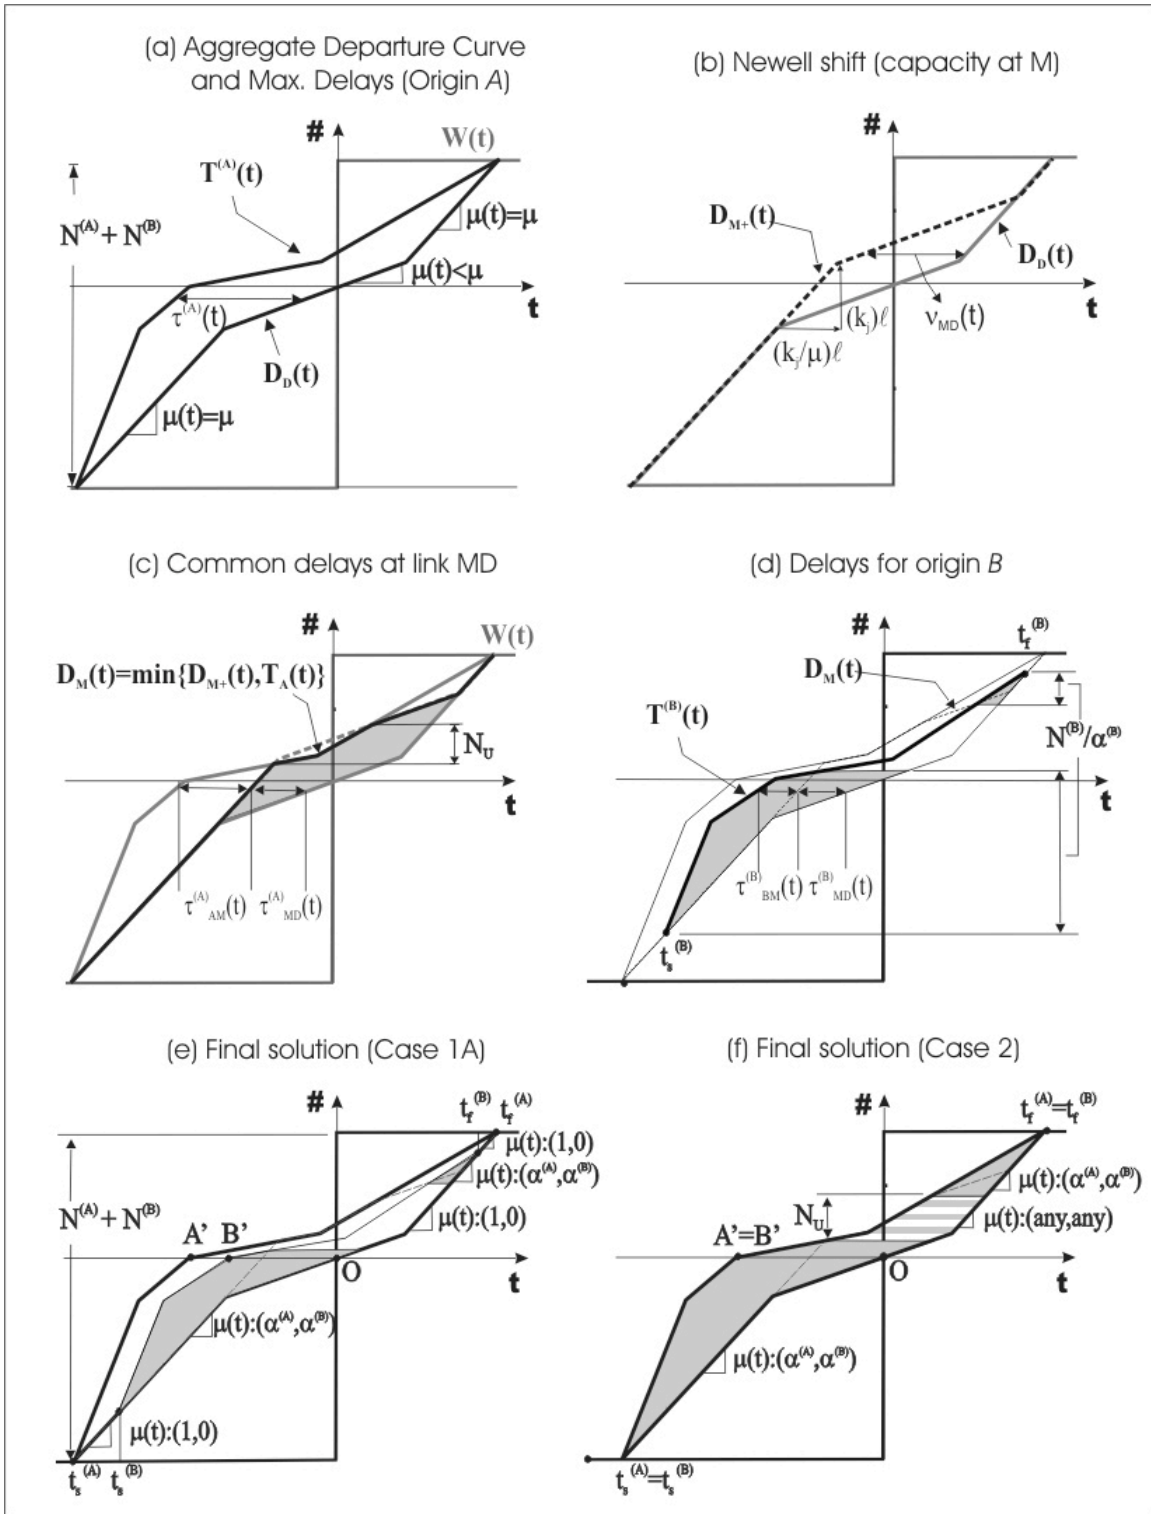 (a) Aggregate Departure Curve
and Max. Delays (Origin A)
#
W(t)
T^(A)(t)
N^(A) + N^(B)
μ(t)=μ
μ(t)<μ
t
τ^(A)(t)
D_D(t)
μ(t)=μ
(b) Newell shift (capacity at M)
#
D_M+(t)
D_D(t)
t
(k_j)ℓ
ν_MD(t)
(k_j/μ)ℓ
(c) Common delays at link MD
#
W(t)
D_M(t)=min{D_M+(t),T_A(t)}
N_U
t
τ^(A)_AM(t) τ^(A)_MD(t)
(d) Delays for origin B
#
t_f^(B)
D_M(t)
T^(B)(t)
N^(B)/α^(B)
t
τ^(B)_BM(t) τ^(B)_MD(t)
t_s^(B)
(e) Final solution (Case 1A)
#
t_f^(B) t_f^(A)
μ(t):(1,0)
μ(t):(α^(A),α^(B))
N^(A) + N^(B)
μ(t):(1,0)
A' B'
O
t
μ(t):(α^(A),α^(B))
μ(t):(1,0)
t_s^(A) t_s^(B)
(f) Final solution (Case 2)
#
t_f^(A)=t_f^(B)
μ(t):(α^(A),α^(B))
N_U
μ(t):(any,any)
A'=B'
O
t
μ(t):(α^(A),α^(B))
t_s^(A)=t_s^(B)